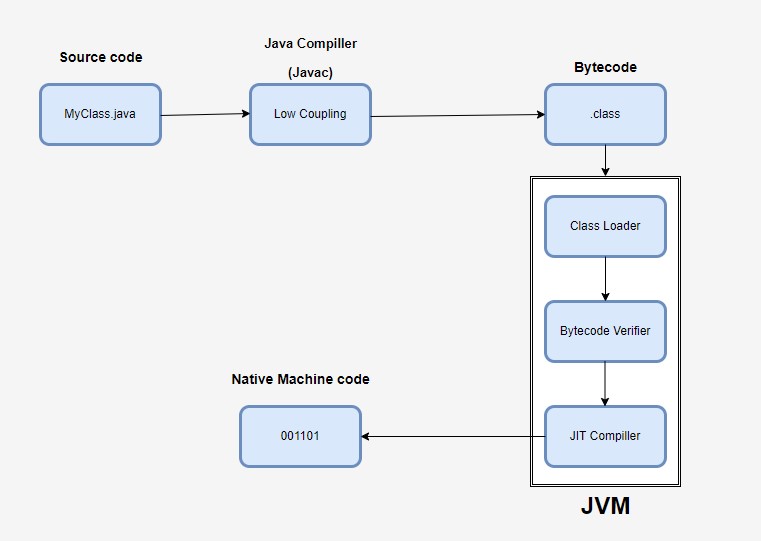 Source code
Java Compiller
(Javac)
Bytecode
MyClass.java
Low Coupling
.class
Class Loader
Bytecode Verifier
Native Machine code
001101
JIT Compiller
JVM